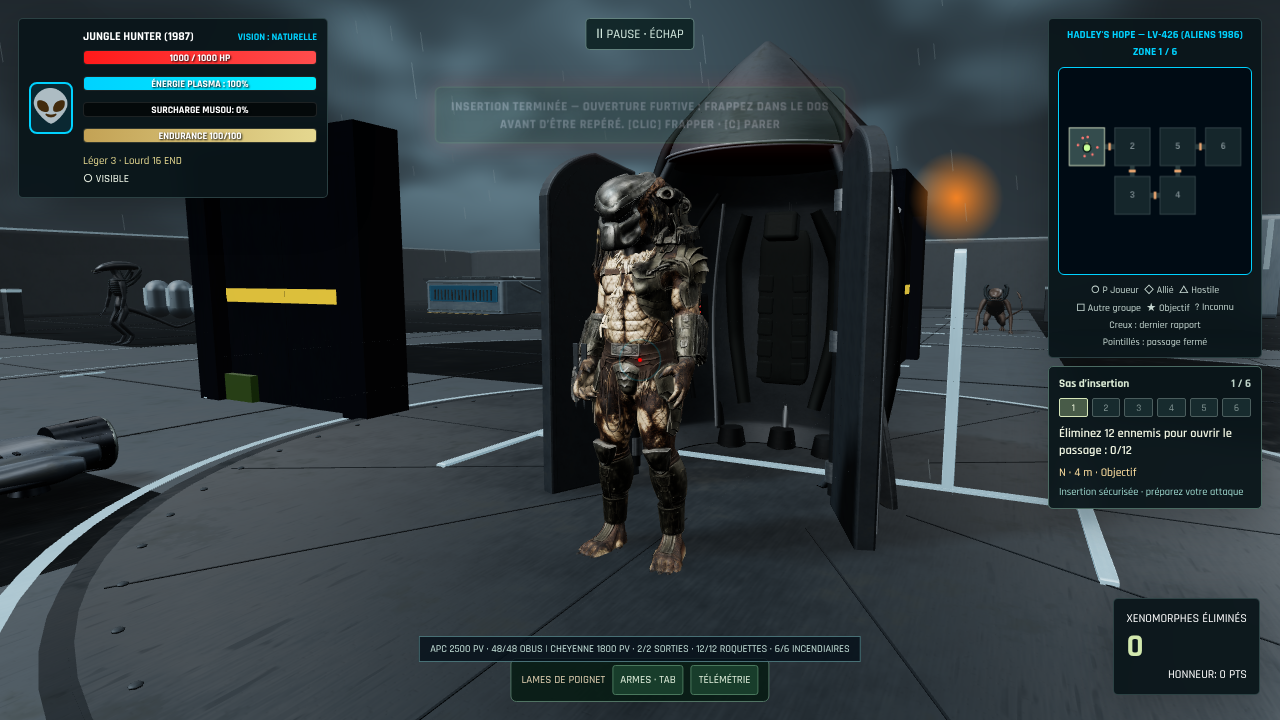 JUNGLE HUNTER (1987)
VISION : NATURELLE
1000 / 1000 HP
ÉNERGIE PLASMA : 100%
SURCHARGE MUSOU: 0%
ENDURANCE 100/100
Léger 3 · Lourd 16 END
VISIBLE
PAUSE · ÉCHAP
INSERTION TERMINÉE — OUVERTURE FURTIVE : FRAPPEZ DANS LE DOS
AVANT D'ÊTRE REPÉRÉ. [CLIC] FRAPPER · [C] PARER
HADLEY'S HOPE — LV-426 (ALIENS 1986)
ZONE 1 / 6
2 5 6
3 4
P Joueur Allié Hostile
Autre groupe Objectif ? Inconnu
Creux : dernier rapport
Pointillés : passage fermé
Sas d'insertion 1 / 6
1 2 3 4 5 6
Éliminez 12 ennemis pour ouvrir le
passage : 0/12
N · 4 m · Objectif
Insertion sécurisée · préparez votre attaque
XENOMORPHES ÉLIMINÉS
0
HONNEUR: 0 PTS
APC 2500 PV · 48/48 OBUS | CHEYENNE 1800 PV · 2/2 SORTIES · 12/12 ROQUETTES · 6/6 INCENDIAIRES
LAMES DE POIGNET
ARMES · TAB
TÉLÉMÉTRIE